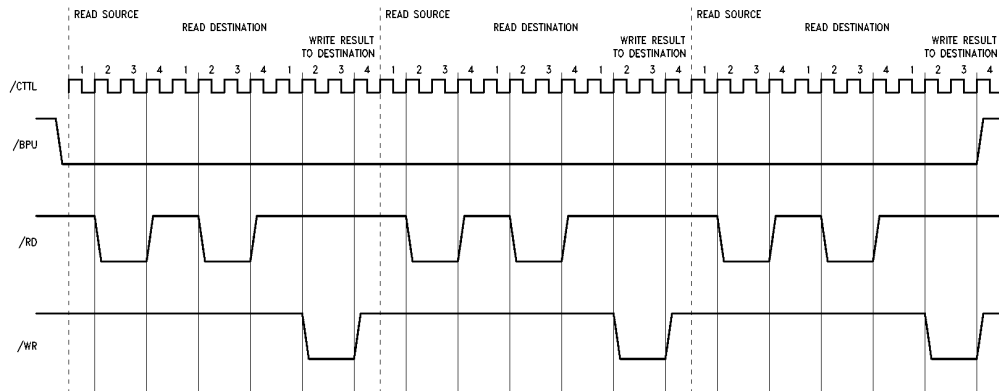 READ SOURCE READ SOURCE READ SOURCE
READ DESTINATION READ DESTINATION READ DESTINATION
WRITE RESULT WRITE RESULT WRITE RESULT
TO DESTINATION TO DESTINATION TO DESTINATION
1 2 3 4 1 2 3 4 1 2 3 4 1 2 3 4 1 2 3 4 1 2 3 4 1 2 3 4 1 2 3 4 1 2 3 4
/CTTL
/BPU
/RD
/WR